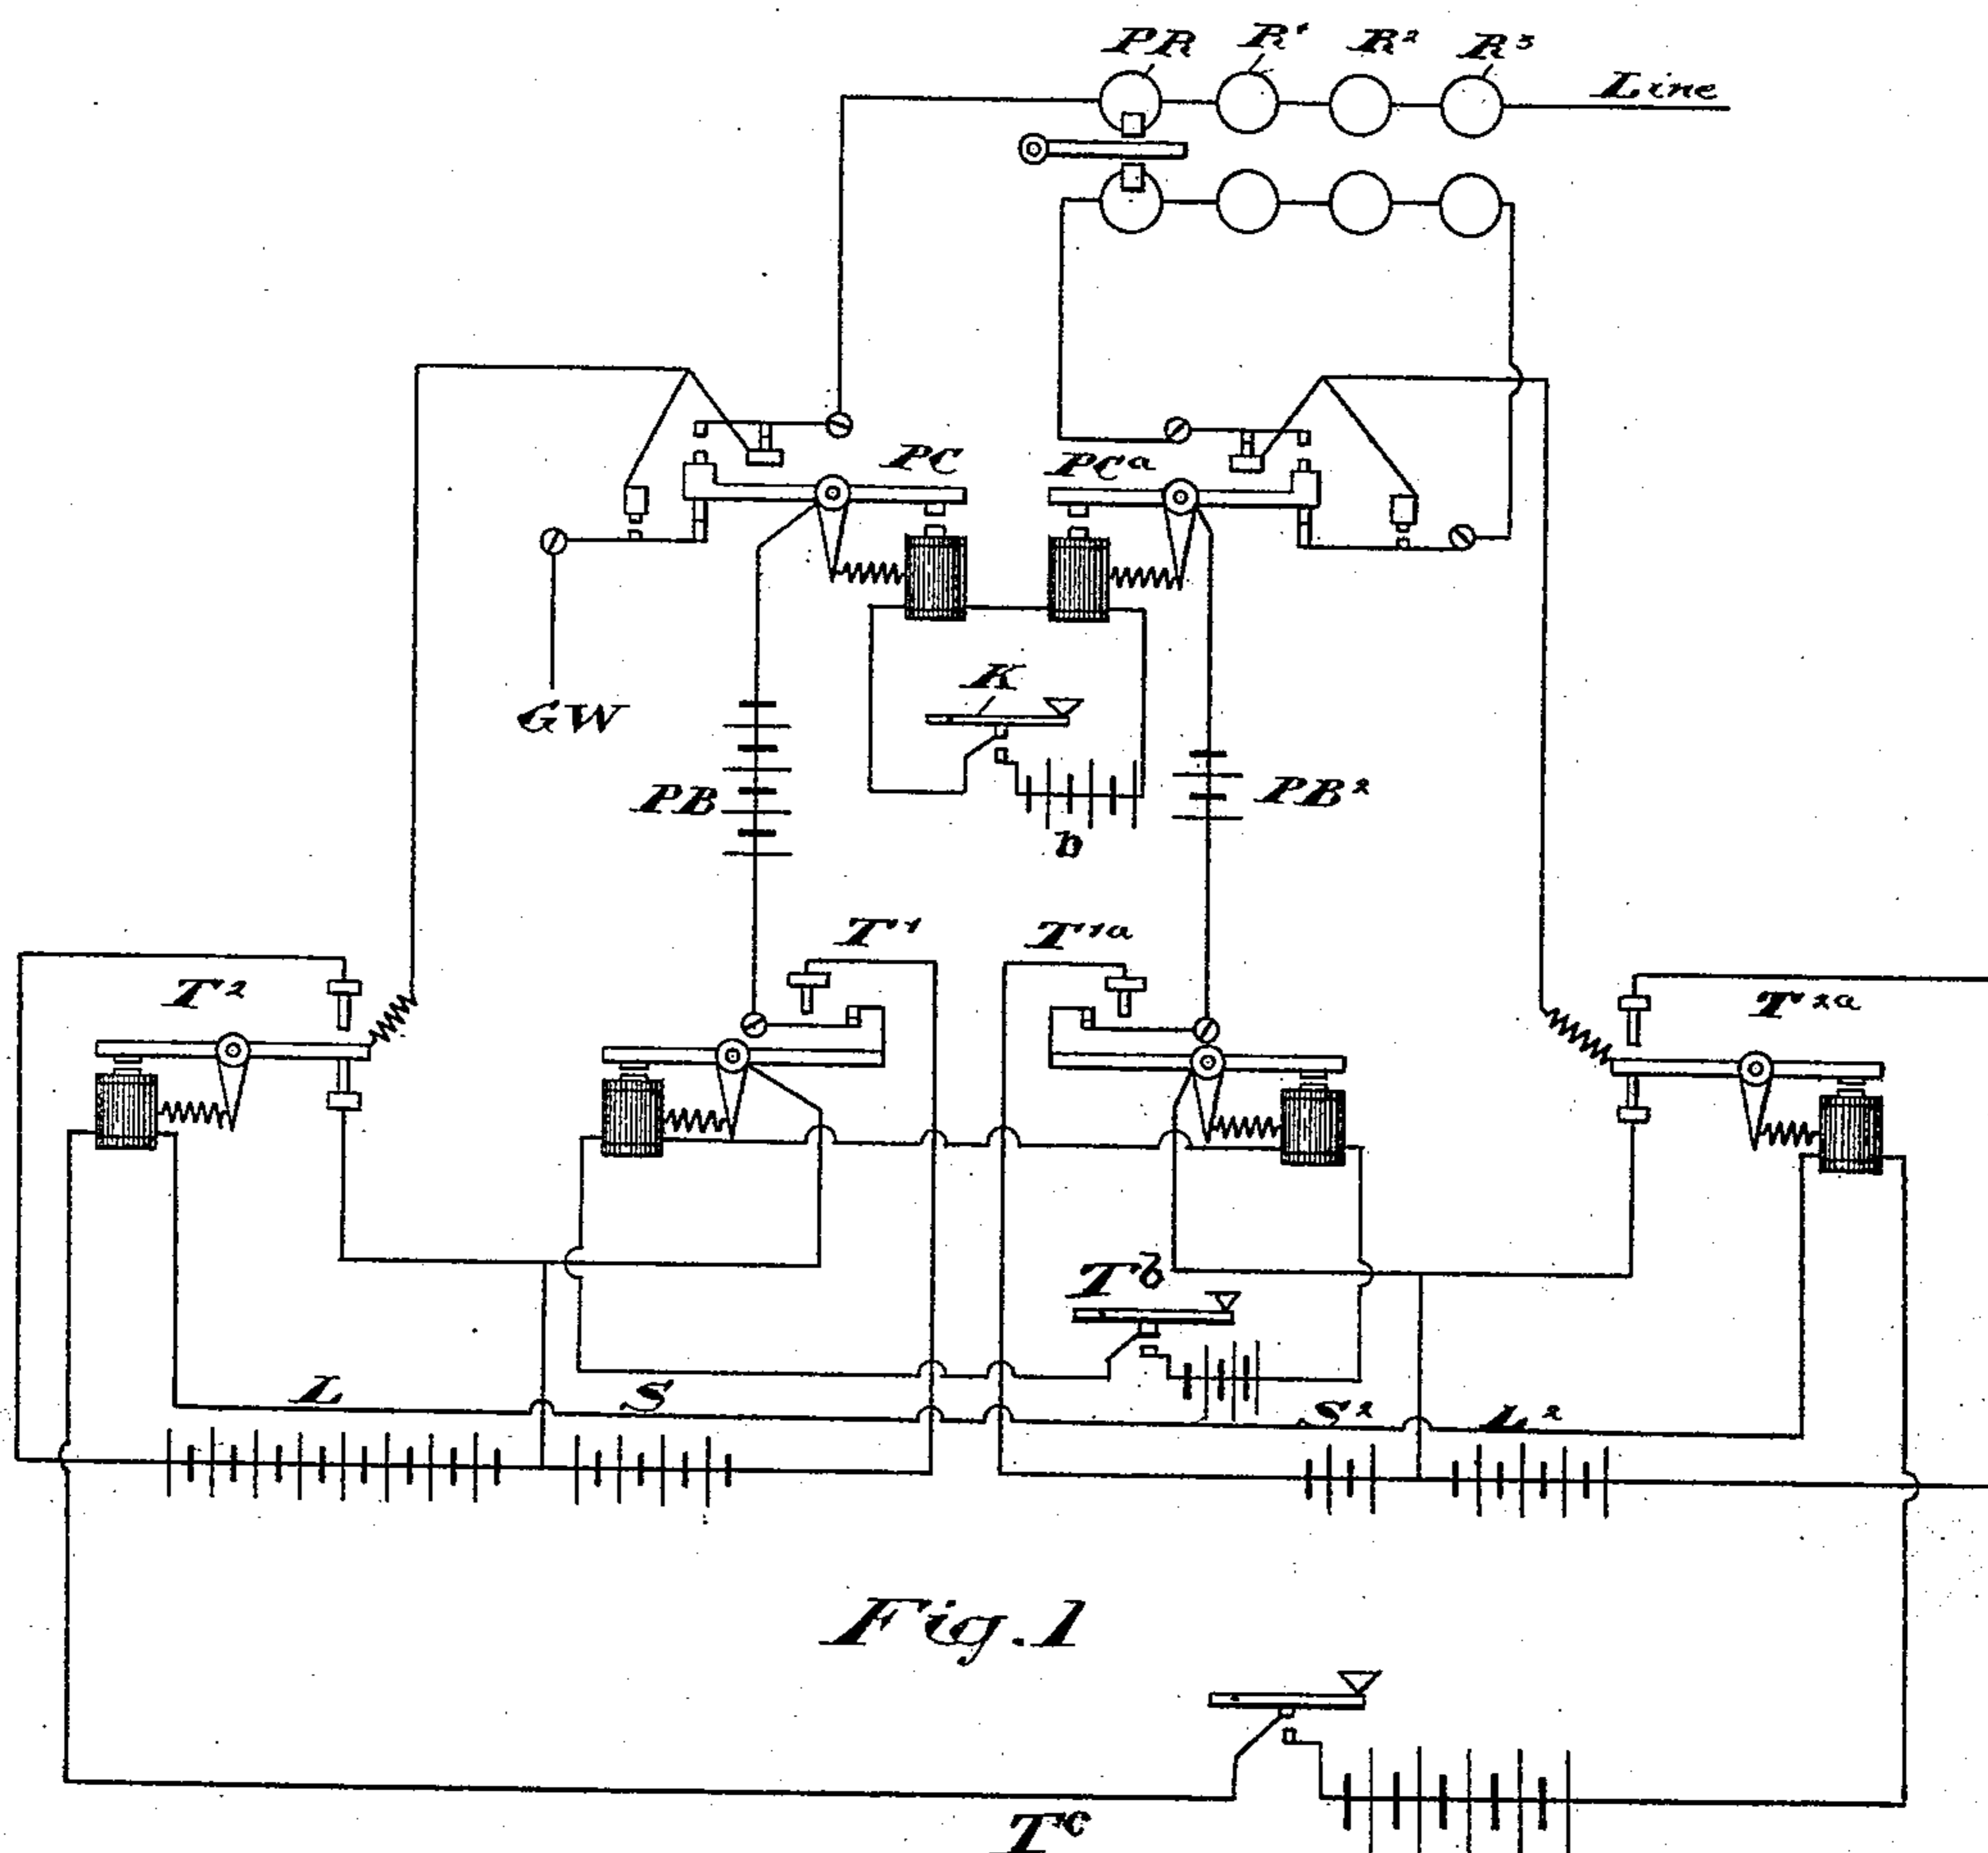 PR R¹ R² R³
Line
PC PCᵃ
K
GW
PB PB²
b
T¹ T¹ᵃ
T² T²ᵃ
Tᵇ
L S S² L²
Fig. 1
Tᶜ